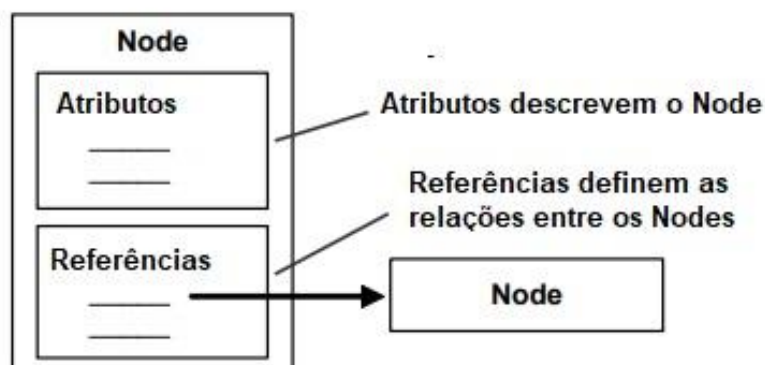 Node
Atributos
Atributos descrevem o Node
Referências definem as
relações entre os Nodes
Referências
Node